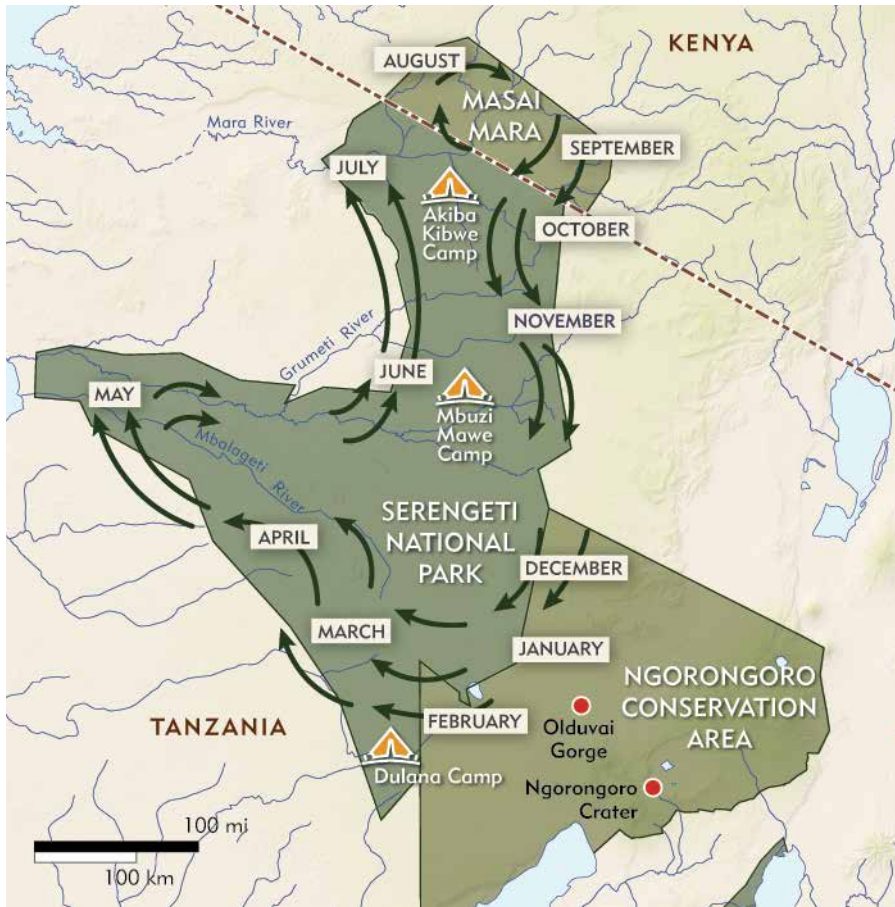 KENYA
AUGUST
MASAI
MARA
Mara River
SEPTEMBER
JULY
Akiba
Kibwe
Camp
OCTOBER
NOVEMBER
Grumeti River
JUNE
MAY
Mbuzi
Mawe
Camp
Mbalageti River
SERENGETI
NATIONAL
PARK
APRIL
DECEMBER
MARCH
JANUARY
NGORONGORO
CONSERVATION
AREA
TANZANIA
FEBRUARY
Olduvai
Gorge
Dulana Camp
Ngorongoro
Crater
100 mi
100 km